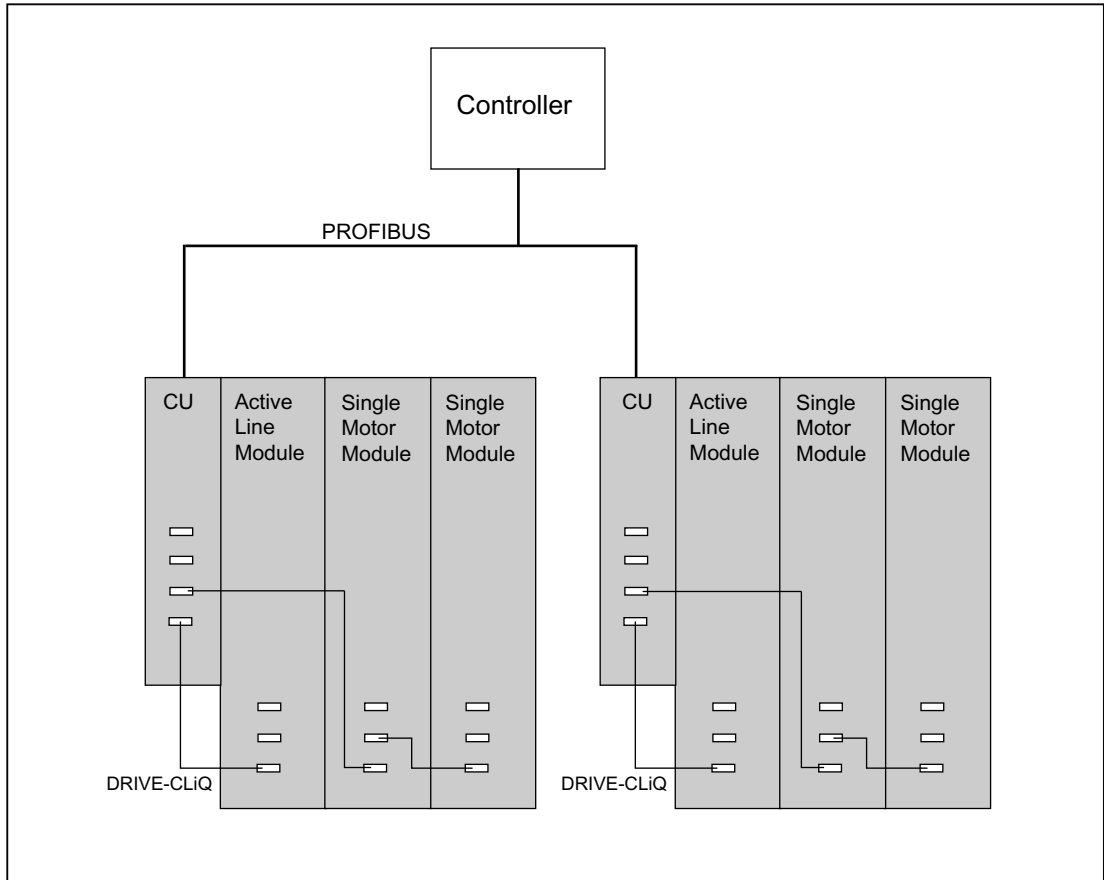 Controller
PROFIBUS
CU
Active
Line
Module
Single
Motor
Module
Single
Motor
Module
DRIVE-CLiQ
CU
Active
Line
Module
Single
Motor
Module
Single
Motor
Module
DRIVE-CLiQ